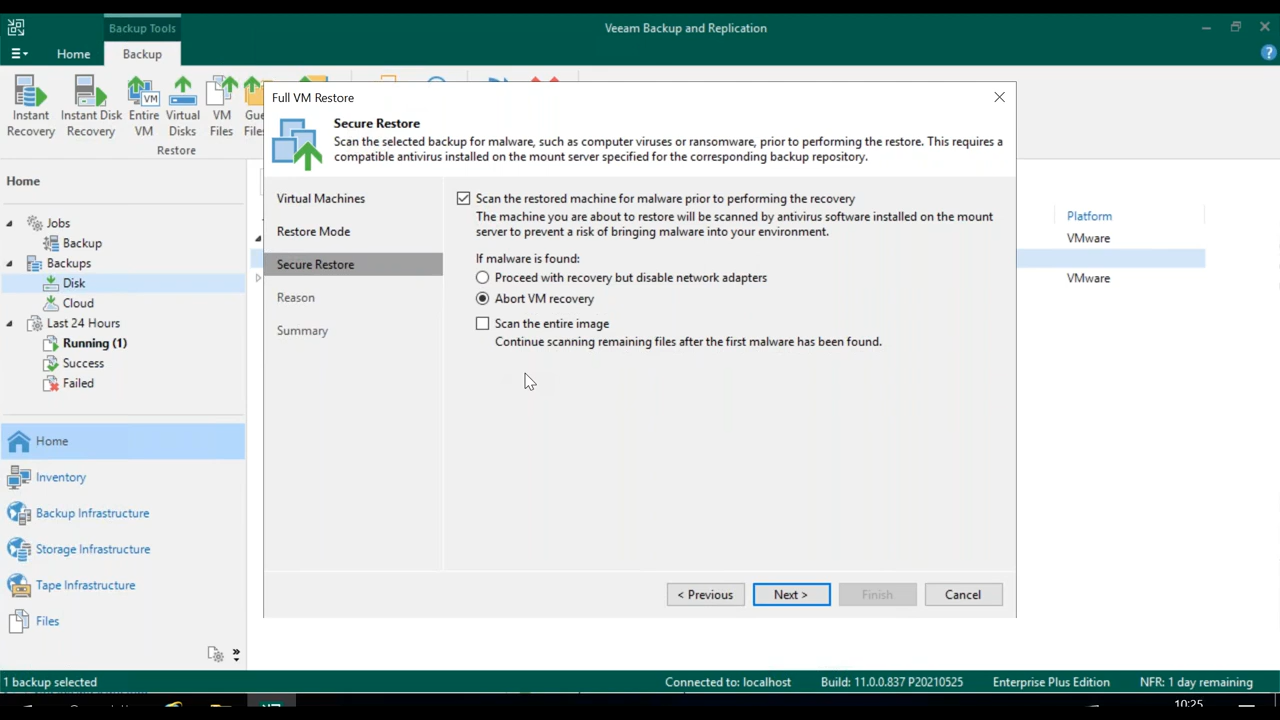 Backup Tools
Veeam Backup and Replication
Home
Backup
Instant
Recovery
Instant Disk
Recovery
Entire
VM
Virtual
Disks
VM
Files
Files
Restore
Full VM Restore
Secure Restore
Scan the selected backup for malware, such as computer viruses or ransomware, prior to performing the restore. This requires a
compatible antivirus installed on the mount server specified for the corresponding backup repository.
Virtual Machines
Restore Mode
Secure Restore
Reason
Summary
Scan the restored machine for malware prior to performing the recovery
The machine you are about to restore will be scanned by antivirus software installed on the mount
server to prevent a risk of bringing malware into your environment.
If malware is found:
Proceed with recovery but disable network adapters
Abort VM recovery
Scan the entire image
Continue scanning remaining files after the first malware has been found.
< Previous
Next >
Finish
Cancel
Home
Jobs
Backup
Backups
Disk
Cloud
Last 24 Hours
Running (1)
Success
Failed
Home
Inventory
Backup Infrastructure
Storage Infrastructure
Tape Infrastructure
Files
Platform
VMware
VMware
1 backup selected
Connected to: localhost
Build: 11.0.0.837 P20210525
Enterprise Plus Edition
NFR: 1 day remaining
10:25